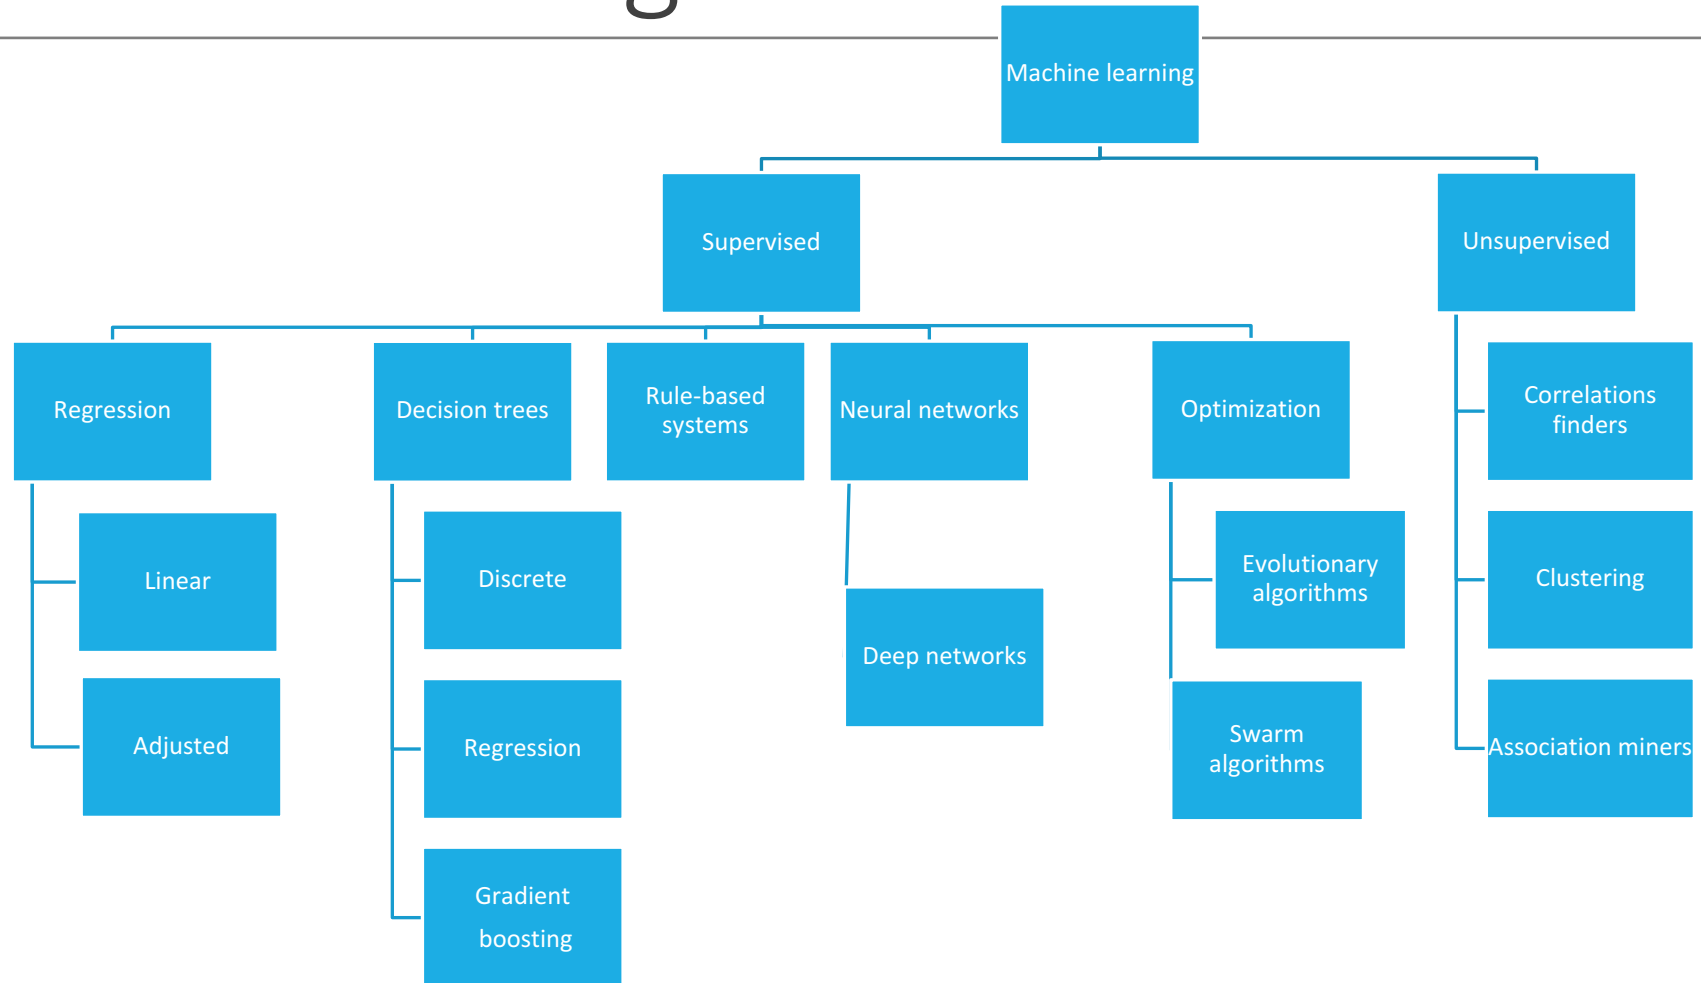 Machine learning
Supervised
Unsupervised
Regression
Decision trees
Rule-based
systems
Neural networks
Optimization
Correlations
finders
Linear
Discrete
Evolutionary
algorithms
Clustering
Deep networks
Adjusted
Regression
Swarm
algorithms
Association miners
Gradient
boosting